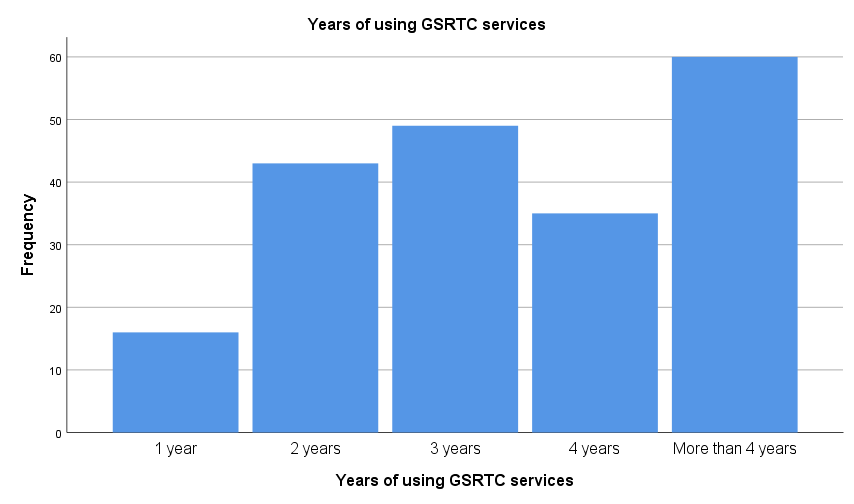 Years of using GSRTC services
60
50
40
30
20
10
0
Frequency
1 year
2 years
3 years
4 years
More than 4 years
Years of using GSRTC services